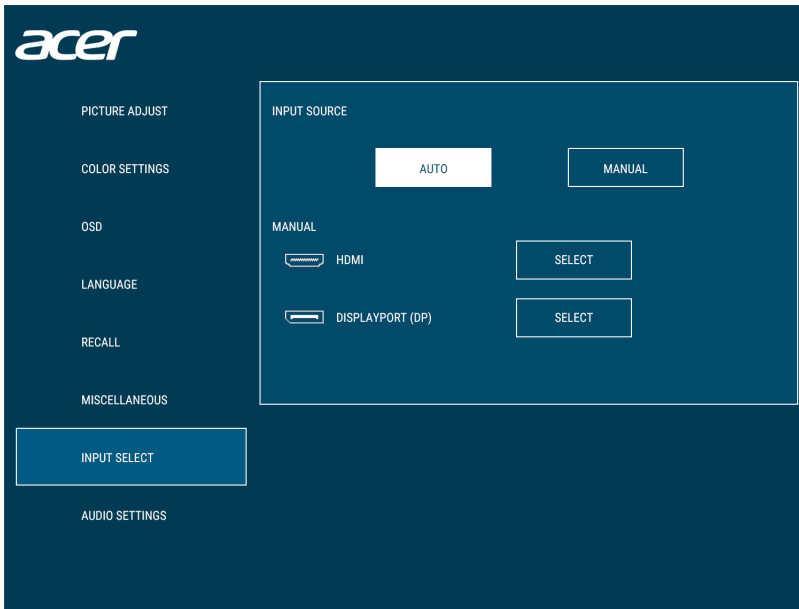 acer
PICTURE ADJUST
COLOR SETTINGS
OSD
LANGUAGE
RECALL
MISCELLANEOUS
INPUT SELECT
AUDIO SETTINGS
INPUT SOURCE
AUTO MANUAL
MANUAL
HDMI SELECT
DISPLAYPORT (DP) SELECT